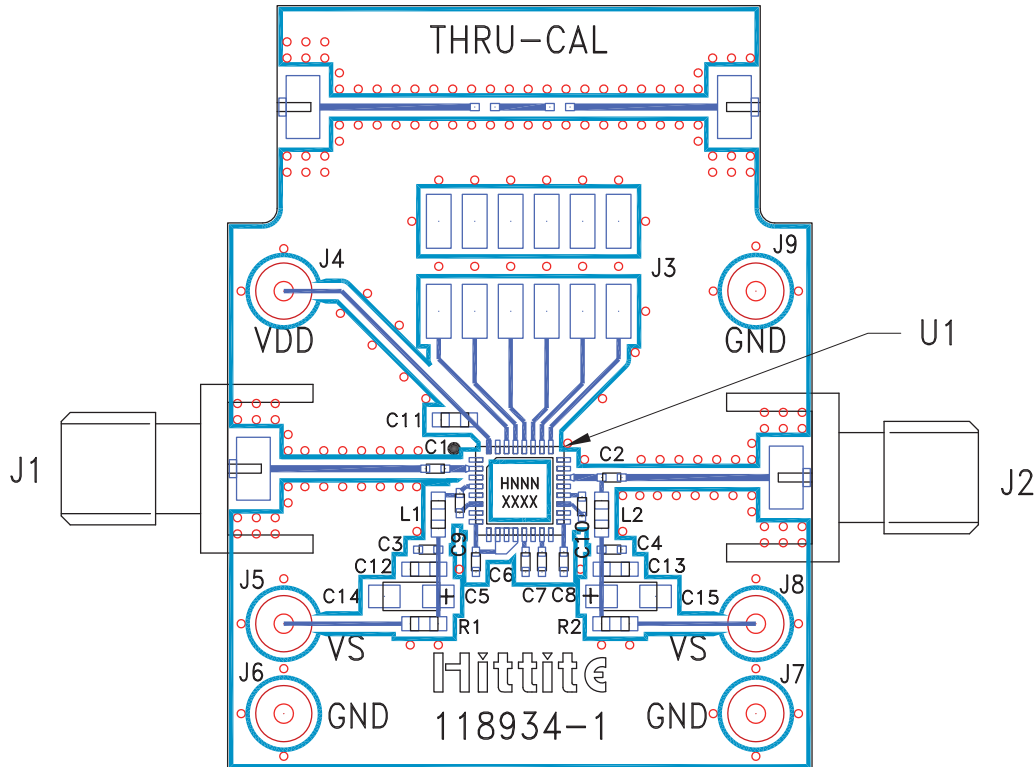 THRU-CAL
J4
J9
J3
VDD
GND
U1
C11
C1
C2
J1
HNNN
XXXX
J2
L1
L2
C3
C9
C10
C4
C12
C6
C13
J5
C14
+
C5
C7
C8
+
C15
J8
VS
R1
R2
VS
J6
Hittite
J7
GND
118934-1
GND